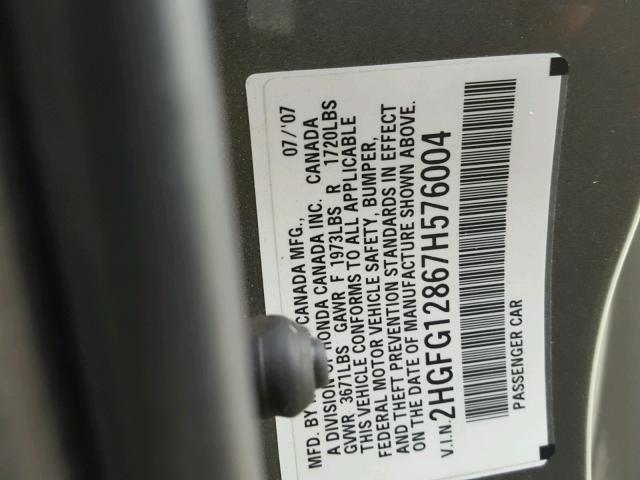 MFD. BY CANADA MFG., 07/'07
A DIVISION OF HONDA CANADA INC. CANADA
GVWR 3671LBS GAWR F 1973LBS R 1720LBS
THIS VEHICLE CONFORMS TO ALL APPLICABLE
FEDERAL MOTOR VEHICLE SAFETY, BUMPER,
AND THEFT PREVENTION STANDARDS IN EFFECT
ON THE DATE OF MANUFACTURE SHOWN ABOVE.
V.I.N. 2HGFG12867H576004
PASSENGER CAR